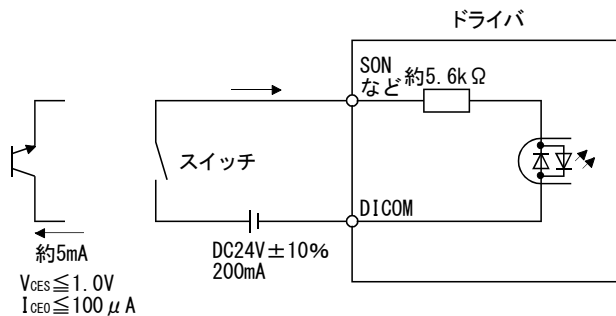 ドライバ
SON
など
約5.6kΩ
スイッチ
DICOM
約5mA
DC24V±10%
200mA
VCES≦1.0V
ICEO≦100μA